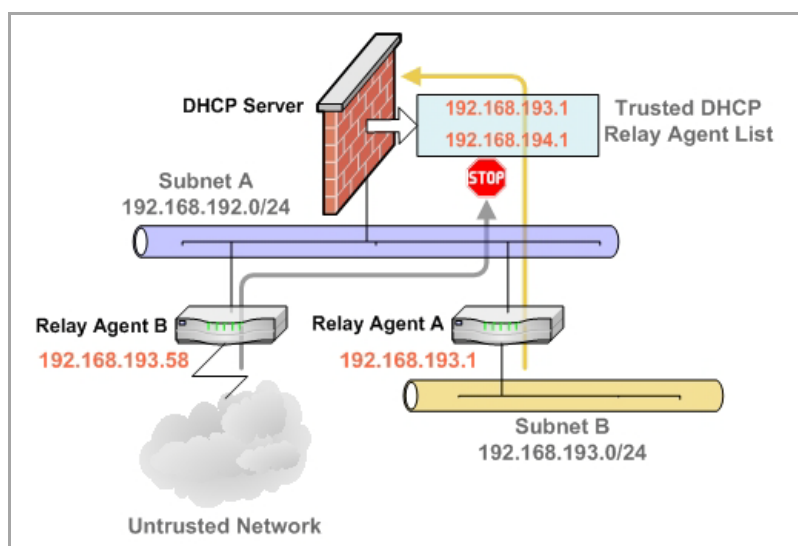 DHCP Server
192.168.193.1
192.168.194.1
Trusted DHCP
Relay Agent List
STOP
Subnet A
192.168.192.0/24
Relay Agent B
192.168.193.58
Relay Agent A
192.168.193.1
Subnet B
192.168.193.0/24
Untrusted Network